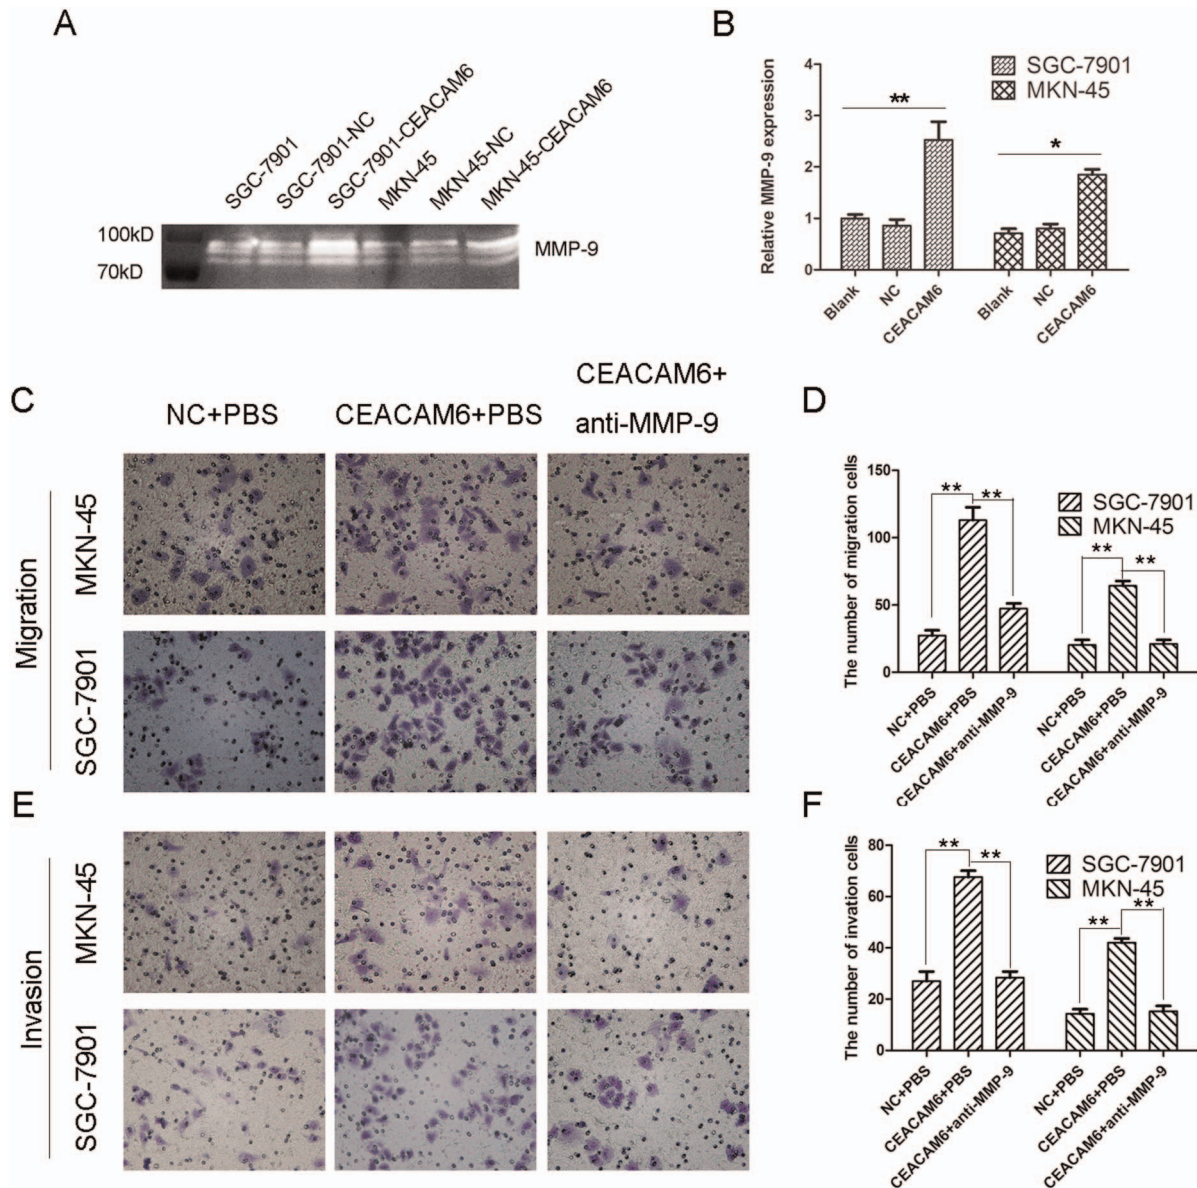 A
SGC-7901
SGC-7901-NC
SGC-7901-CEACAM6
MKN-45
MKN-45-NC
MKN-45-CEACAM6
100kD
70kD
MMP-9
B
Relative MMP-9 expression
4
3
2
1
0
**
*
SGC-7901
MKN-45
Blank
NC
CEACAM6
Blank
NC
CEACAM6
C
NC+PBS
CEACAM6+PBS
CEACAM6+
anti-MMP-9
Migration
MKN-45
SGC-7901
D
The number of migration cells
150
100
50
0
**
**
**
**
SGC-7901
MKN-45
NC+PBS
CEACAM6+PBS
CEACAM6+anti-MMP-9
NC+PBS
CEACAM6+PBS
CEACAM6+anti-MMP-9
E
Invasion
MKN-45
SGC-7901
F
The number of invation cells
80
60
40
20
0
**
**
**
**
SGC-7901
MKN-45
NC+PBS
CEACAM6+PBS
CEACAM6+anti-MMP-9
NC+PBS
CEACAM6+PBS
CEACAM6+anti-MMP-9